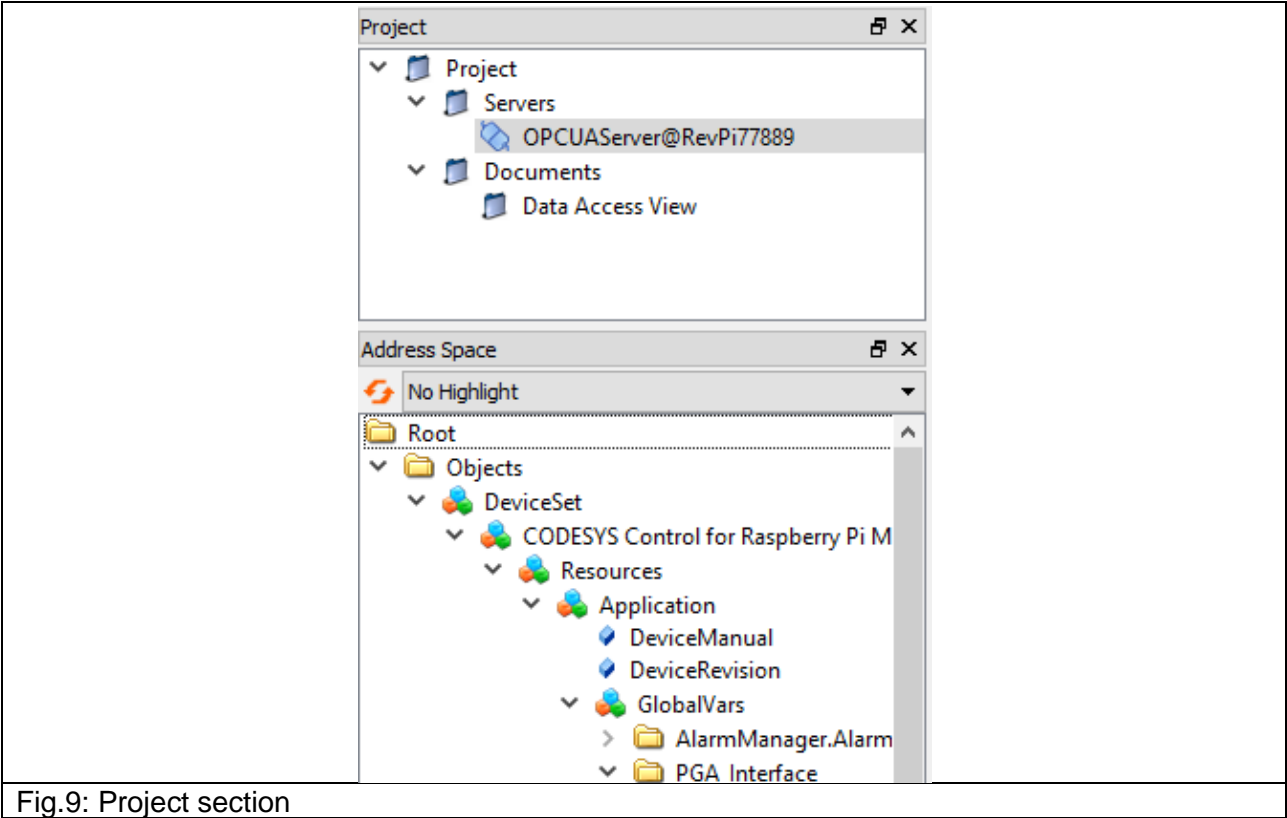 Project
Project
Servers
OPCUAServer@RevPi77889
Documents
Data Access View
Address Space
No Highlight
Root
Objects
DeviceSet
CODESYS Control for Raspberry Pi M
Resources
Application
DeviceManual
DeviceRevision
GlobalVars
AlarmManager.Alarm
PGA_Interface
Fig.9: Project section